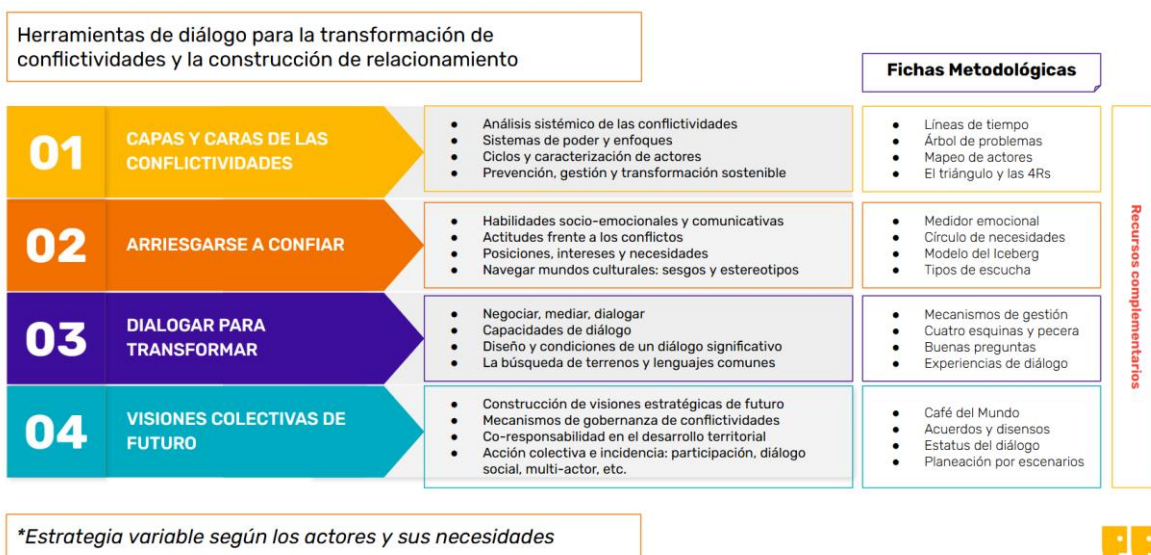 Herramientas de diálogo para la transformación de
conflictividades y la construcción de relacionamiento
Fichas Metodológicas
01
CAPAS Y CARAS DE LAS
CONFLICTIVIDADES
● Análisis sistémico de las conflictividades
● Sistemas de poder y enfoques
● Ciclos y caracterización de actores
● Prevención, gestión y transformación sostenible
● Líneas de tiempo
● Árbol de problemas
● Mapeo de actores
● El triángulo y las 4Rs
02
ARRIESGARSE A CONFIAR
● Habilidades socio-emocionales y comunicativas
● Actitudes frente a los conflictos
● Posiciones, intereses y necesidades
● Navegar mundos culturales: sesgos y estereotipos
● Medidor emocional
● Círculo de necesidades
● Modelo del Iceberg
● Tipos de escucha
03
DIALOGAR PARA
TRANSFORMAR
● Negociar, mediar, dialogar
● Capacidades de diálogo
● Diseño y condiciones de un diálogo significativo
● La búsqueda de terrenos y lenguajes comunes
● Mecanismos de gestión
● Cuatro esquinas y pecera
● Buenas preguntas
● Experiencias de diálogo
04
VISIONES COLECTIVAS DE
FUTURO
● Construcción de visiones estratégicas de futuro
● Mecanismos de gobernanza de conflictividades
● Co-responsabilidad en el desarrollo territorial
● Acción colectiva e incidencia: participación, diálogo
social, multi-actor, etc.
● Café del Mundo
● Acuerdos y disensos
● Estatus del diálogo
● Planeación por escenarios
Recursos complementarios
*Estrategia variable según los actores y sus necesidades